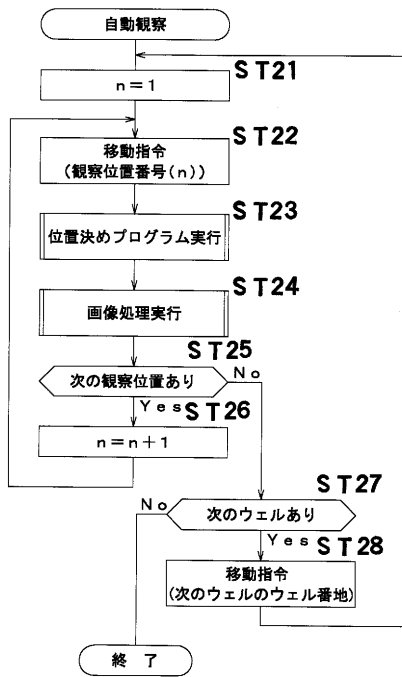 自動観察
ST21
n=1
ST22
移動指令
(観察位置番号(n))
ST23
位置決めプログラム実行
ST24
画像処理実行
ST25
次の観察位置あり
No
Yes
ST26
n=n+1
ST27
No
次のウェルあり
Yes
ST28
移動指令
(次のウェルのウェル番地)
終 了